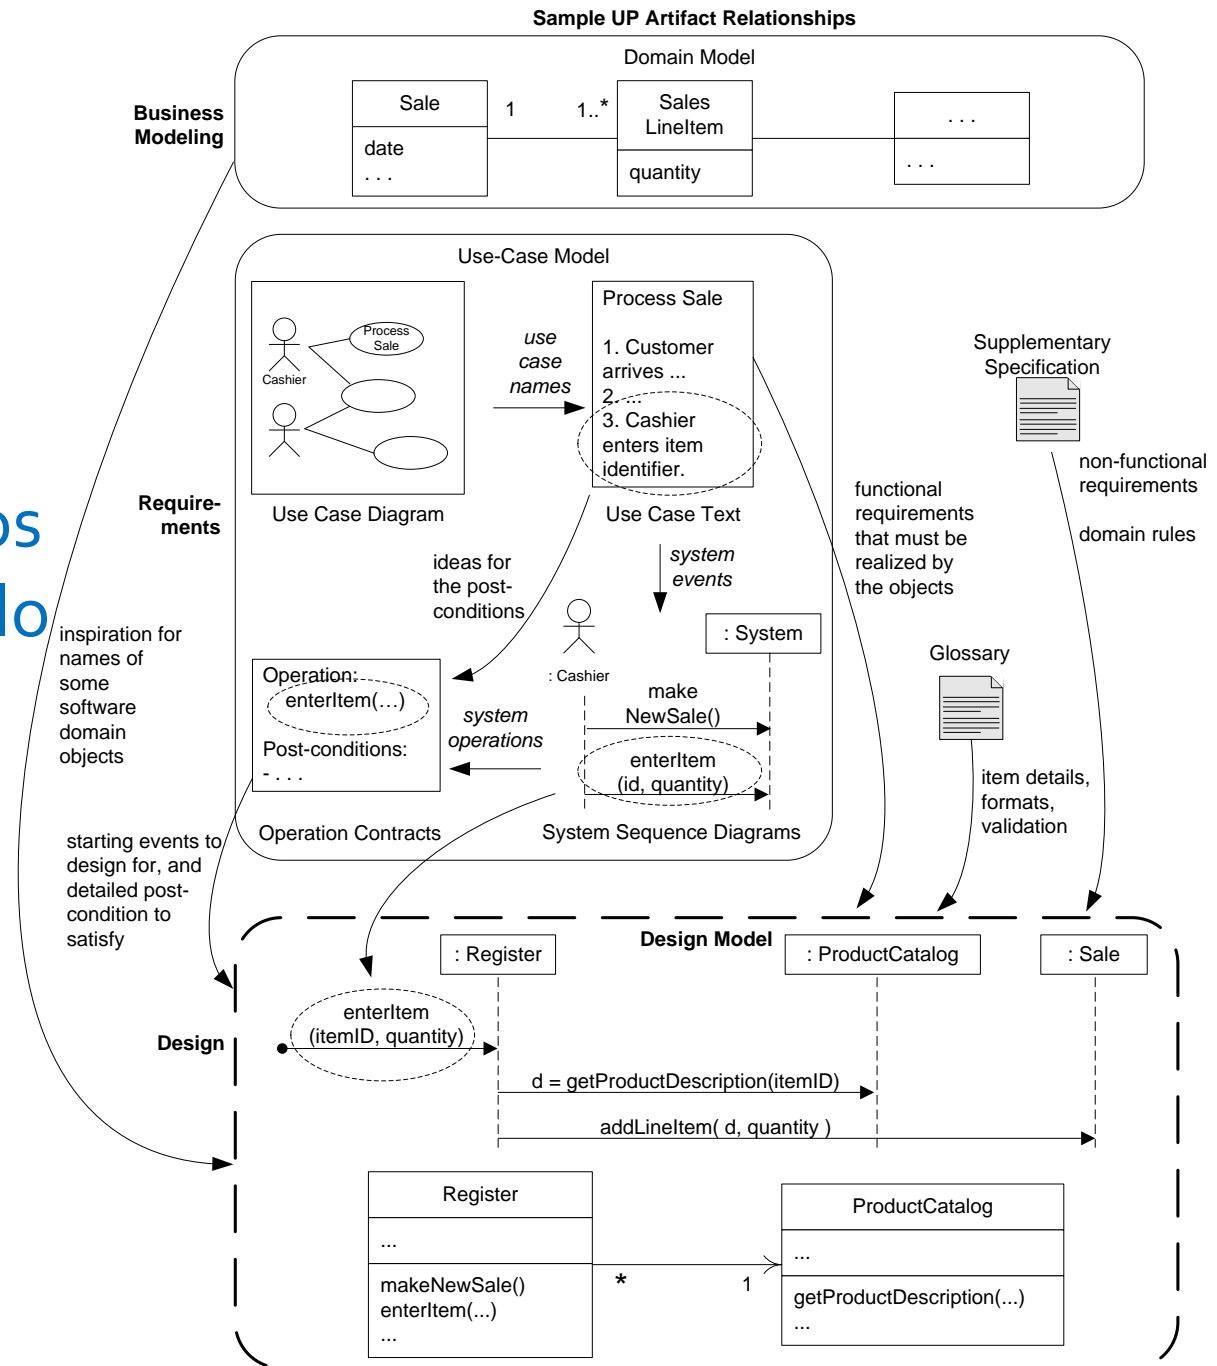 Sample UP Artifact Relationships
Domain Model
Business
Modeling
Sale
1
1..*
Sales
LineItem
. . .
date
. . .
quantity
. . .
Use-Case Model
Process
Sale
Cashier
use
case
names
Process Sale
1. Customer
arrives ...
2. ...
3. Cashier
enters item
identifier.
Supplementary
Specification
Require-
ments
Use Case Diagram
Use Case Text
os
lo
ideas for
the post-
conditions
system
events
functional
requirements
that must be
realized by
the objects
non-functional
requirements
domain rules
inspiration for
names of
some
software
domain
objects
Operation:
enterItem(…)
Post-conditions:
- . . .
system
operations
: Cashier
: System
make
NewSale()
enterItem
(id, quantity)
Glossary
item details,
formats,
validation
Operation Contracts
System Sequence Diagrams
starting events to
design for, and
detailed post-
condition to
satisfy
Design Model
: Register
: ProductCatalog
: Sale
Design
enterItem
(itemID, quantity)
d = getProductDescription(itemID)
addLineItem( d, quantity )
Register
...
makeNewSale()
enterItem(...)
...
*
1
ProductCatalog
...
getProductDescription(...)
...